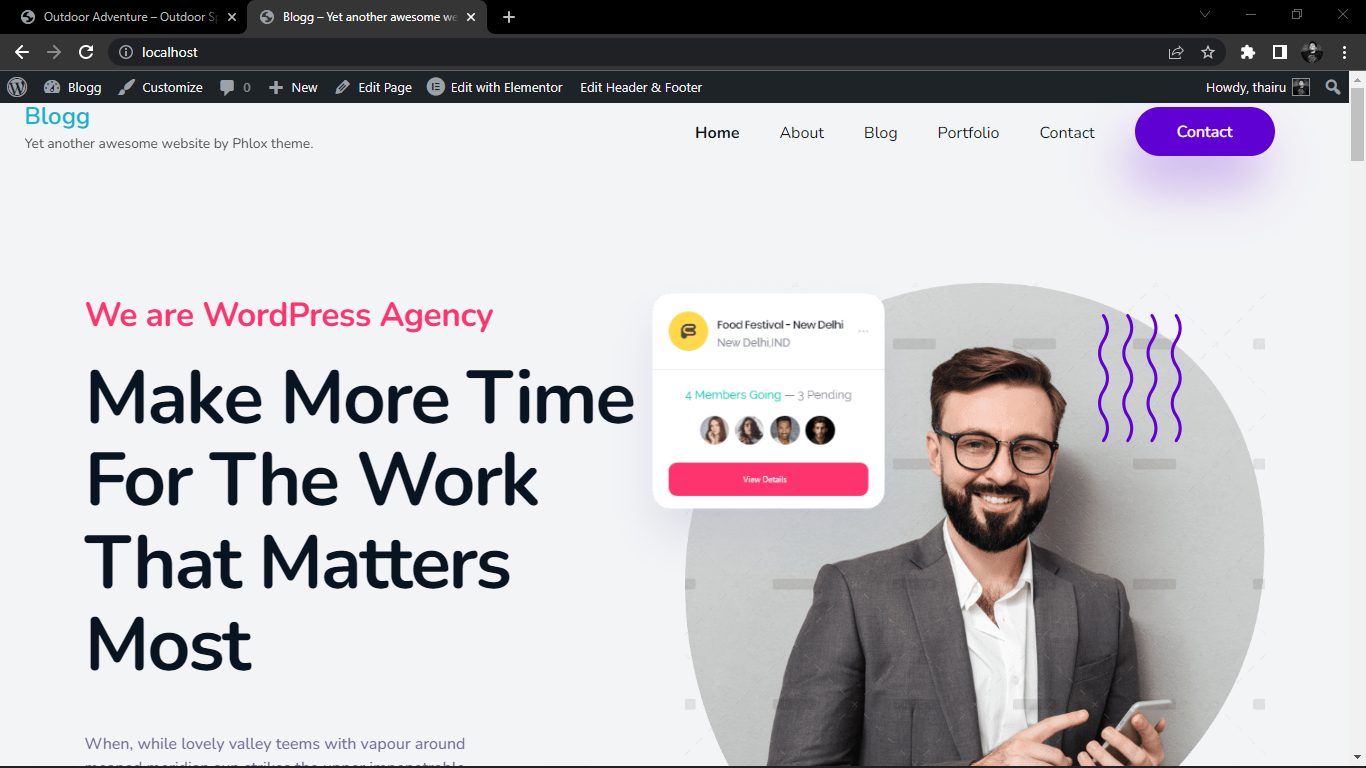 Outdoor Adventure – Outdoor Sp
Blogg – Yet another awesome we
localhost
Blogg
Customize
0
New
Edit Page
Edit with Elementor
Edit Header & Footer
Howdy, thairu
Blogg
Yet another awesome website by Phlox theme.
Home
About
Blog
Portfolio
Contact
Contact
We are WordPress Agency
Make More Time
For The Work
That Matters
Most
Food Festival - New Delhi
New Delhi,IND
4 Members Going — 3 Pending
View Details
When, while lovely valley teems with vapour around